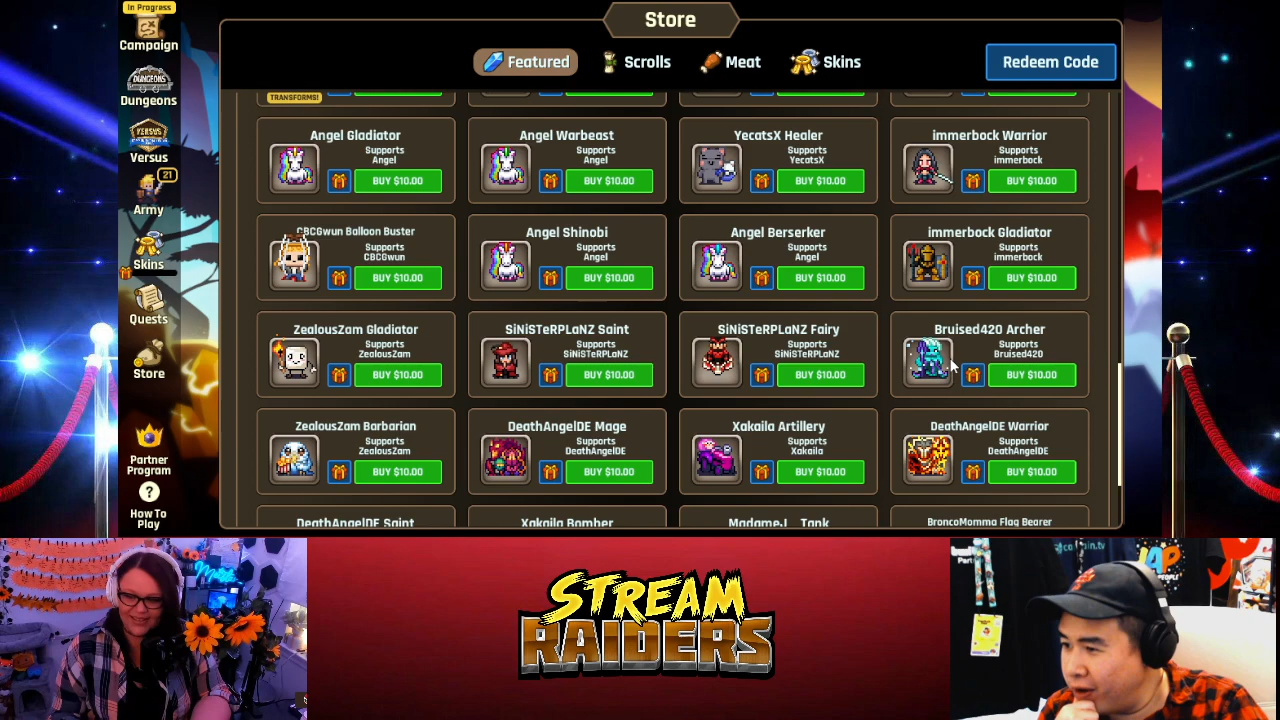 In Progress
Campaign
Dungeons
Versus
21
Army
Skins
Quests
Store
Partner
Program
?
How To
Play
Store
Featured
Scrolls
Meat
Skins
Redeem Code
TRANSFORMS!
Angel Gladiator
Supports
Angel
BUY $10.00
Angel Warbeast
Supports
Angel
BUY $10.00
YecatsX Healer
Supports
YecatsX
BUY $10.00
immerbock Warrior
Supports
immerbock
BUY $10.00
CBCGwun Balloon Buster
Supports
CBCGwun
BUY $10.00
Angel Shinobi
Supports
Angel
BUY $10.00
Angel Berserker
Supports
Angel
BUY $10.00
immerbock Gladiator
Supports
immerbock
BUY $10.00
ZealousZam Gladiator
Supports
ZealousZam
BUY $10.00
SiNiSTeRPLaNZ Saint
Supports
SiNiSTeRPLaNZ
BUY $10.00
SiNiSTeRPLaNZ Fairy
Supports
SiNiSTeRPLaNZ
BUY $10.00
Bruised420 Archer
Supports
Bruised420
BUY $10.00
ZealousZam Barbarian
Supports
ZealousZam
BUY $10.00
DeathAngelDE Mage
Supports
DeathAngelDE
BUY $10.00
Xakaila Artillery
Supports
Xakaila
BUY $10.00
DeathAngelDE Warrior
Supports
DeathAngelDE
BUY $10.00
DeathAngelDE Saint
Xakaila Bomber
MadameJ__Tank
BroncoMomma Flag Bearer
STREAM
RAIDERS